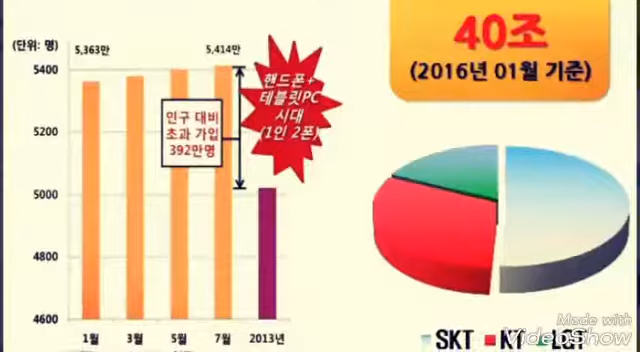 (단위: 명)
5,363만
5,414만
5400
5200
5000
4800
4600
인구 대비
초과 가입
392만명
핸드폰+
테블릿PC
시대
(1인 2폰)
1월
3월
5월
7월
2013년
40조
(2016년 01월 기준)
SKT
KT
LGT
Made with
VideoShow